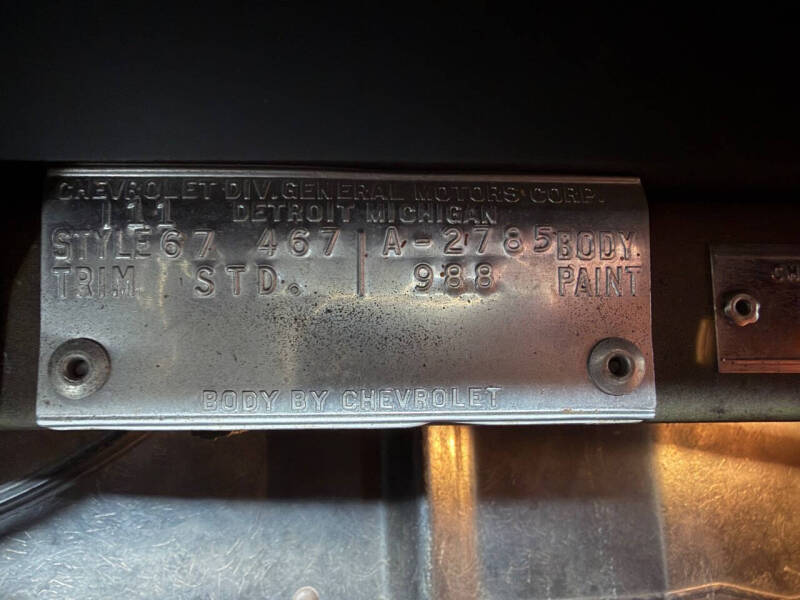 CHEVROLET DIV. GENERAL MOTORS CORP.
111 DETROIT MICHIGAN
STYLE 67 467 | A-2785 BODY
TRIM STD. | 988 PAINT
BODY BY CHEVROLET